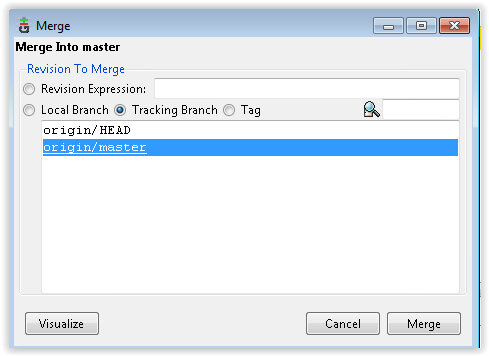 Merge
Merge Into master
Revision To Merge
Revision Expression:
Local Branch Tracking Branch Tag
origin/HEAD
origin/master
Visualize Cancel Merge